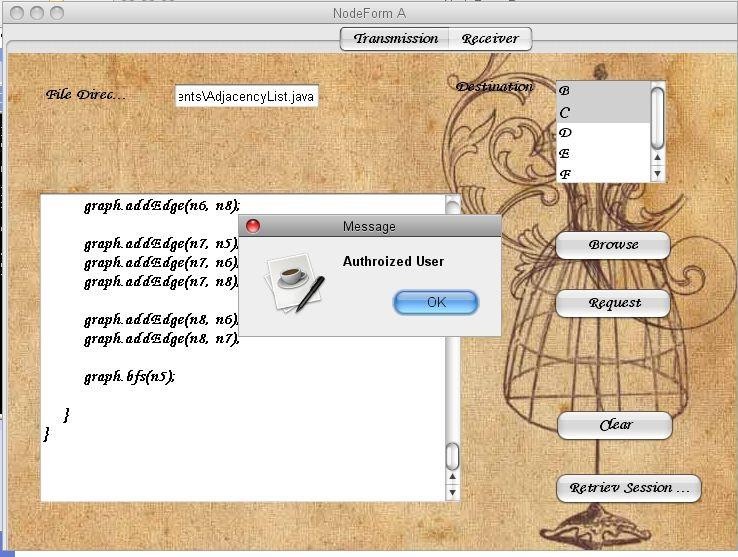 NodeForm A
Transmission Receiver
File Direc...
ents\AdjacencyList.java
Destination
B
C
D
E
F
graph.addEdge(n6, n8);
graph.addEdge(n7, n5)
graph.addEdge(n7, n6)
graph.addEdge(n7, n8)
graph.addEdge(n8, n6)
graph.addEdge(n8, n7);
graph.bfs(n5);
}
}
Message
Authroized User
OK
Browse
Request
Clear
Retriev Session ...